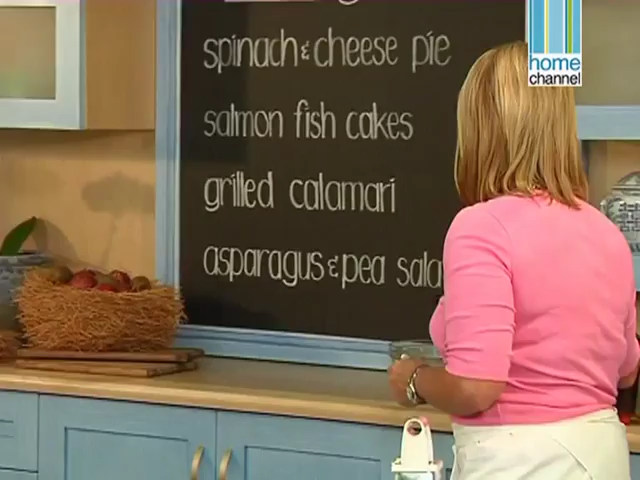 spinach & cheese pie
salmon fish cakes
grilled calamari
asparagus & pea sala
home
channel